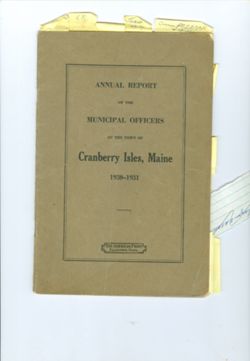 ANNUAL REPORT
OF THE
MUNICIPAL OFFICERS
OF THE TOWN OF
Cranberry Isles, Maine
1930-1931